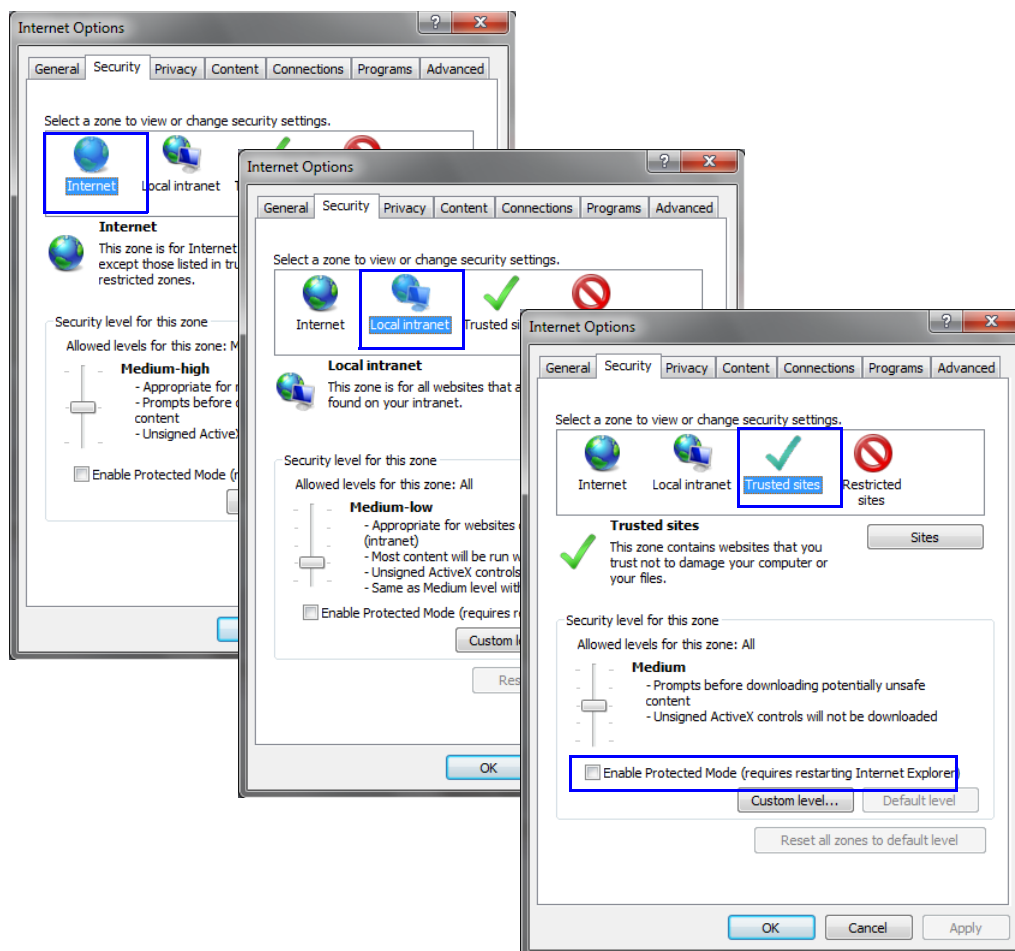 Internet Options
?
X
General Security Privacy Content Connections Programs Advanced
Select a zone to view or change security settings.
Internet
Local intranet
Internet
This zone is for Internet
except those listed in
restricted zones.
Security level for this zone
Allowed levels for this zone:
Medium-high
- Appropriate for
- Prompts before
content
- Unsigned ActiveX
Enable Protected Mode
Internet Options
?
X
General Security Privacy Content Connections Programs Advanced
Select a zone to view or change security settings.
Internet
Local intranet
Trusted
Local intranet
This zone is for all websites that
found on your intranet.
Security level for this zone
Allowed levels for this zone: All
Medium-low
- Appropriate for websites
(intranet)
- Most content will be run
- Unsigned ActiveX controls
- Same as Medium level
Enable Protected Mode (requires
Custom
OK
Internet Options
?
X
General Security Privacy Content Connections Programs Advanced
Select a zone to view or change security settings.
Internet
Local intranet
Trusted sites
Restricted
sites
Trusted sites
This zone contains websites that you
trust not to damage your computer or
your files.
Sites
Security level for this zone
Allowed levels for this zone: All
Medium
- Prompts before downloading potentially unsafe
content
- Unsigned ActiveX controls will not be downloaded
Enable Protected Mode (requires restarting Internet Explorer)
Custom level... Default level
Reset all zones to default level
OK Cancel Apply